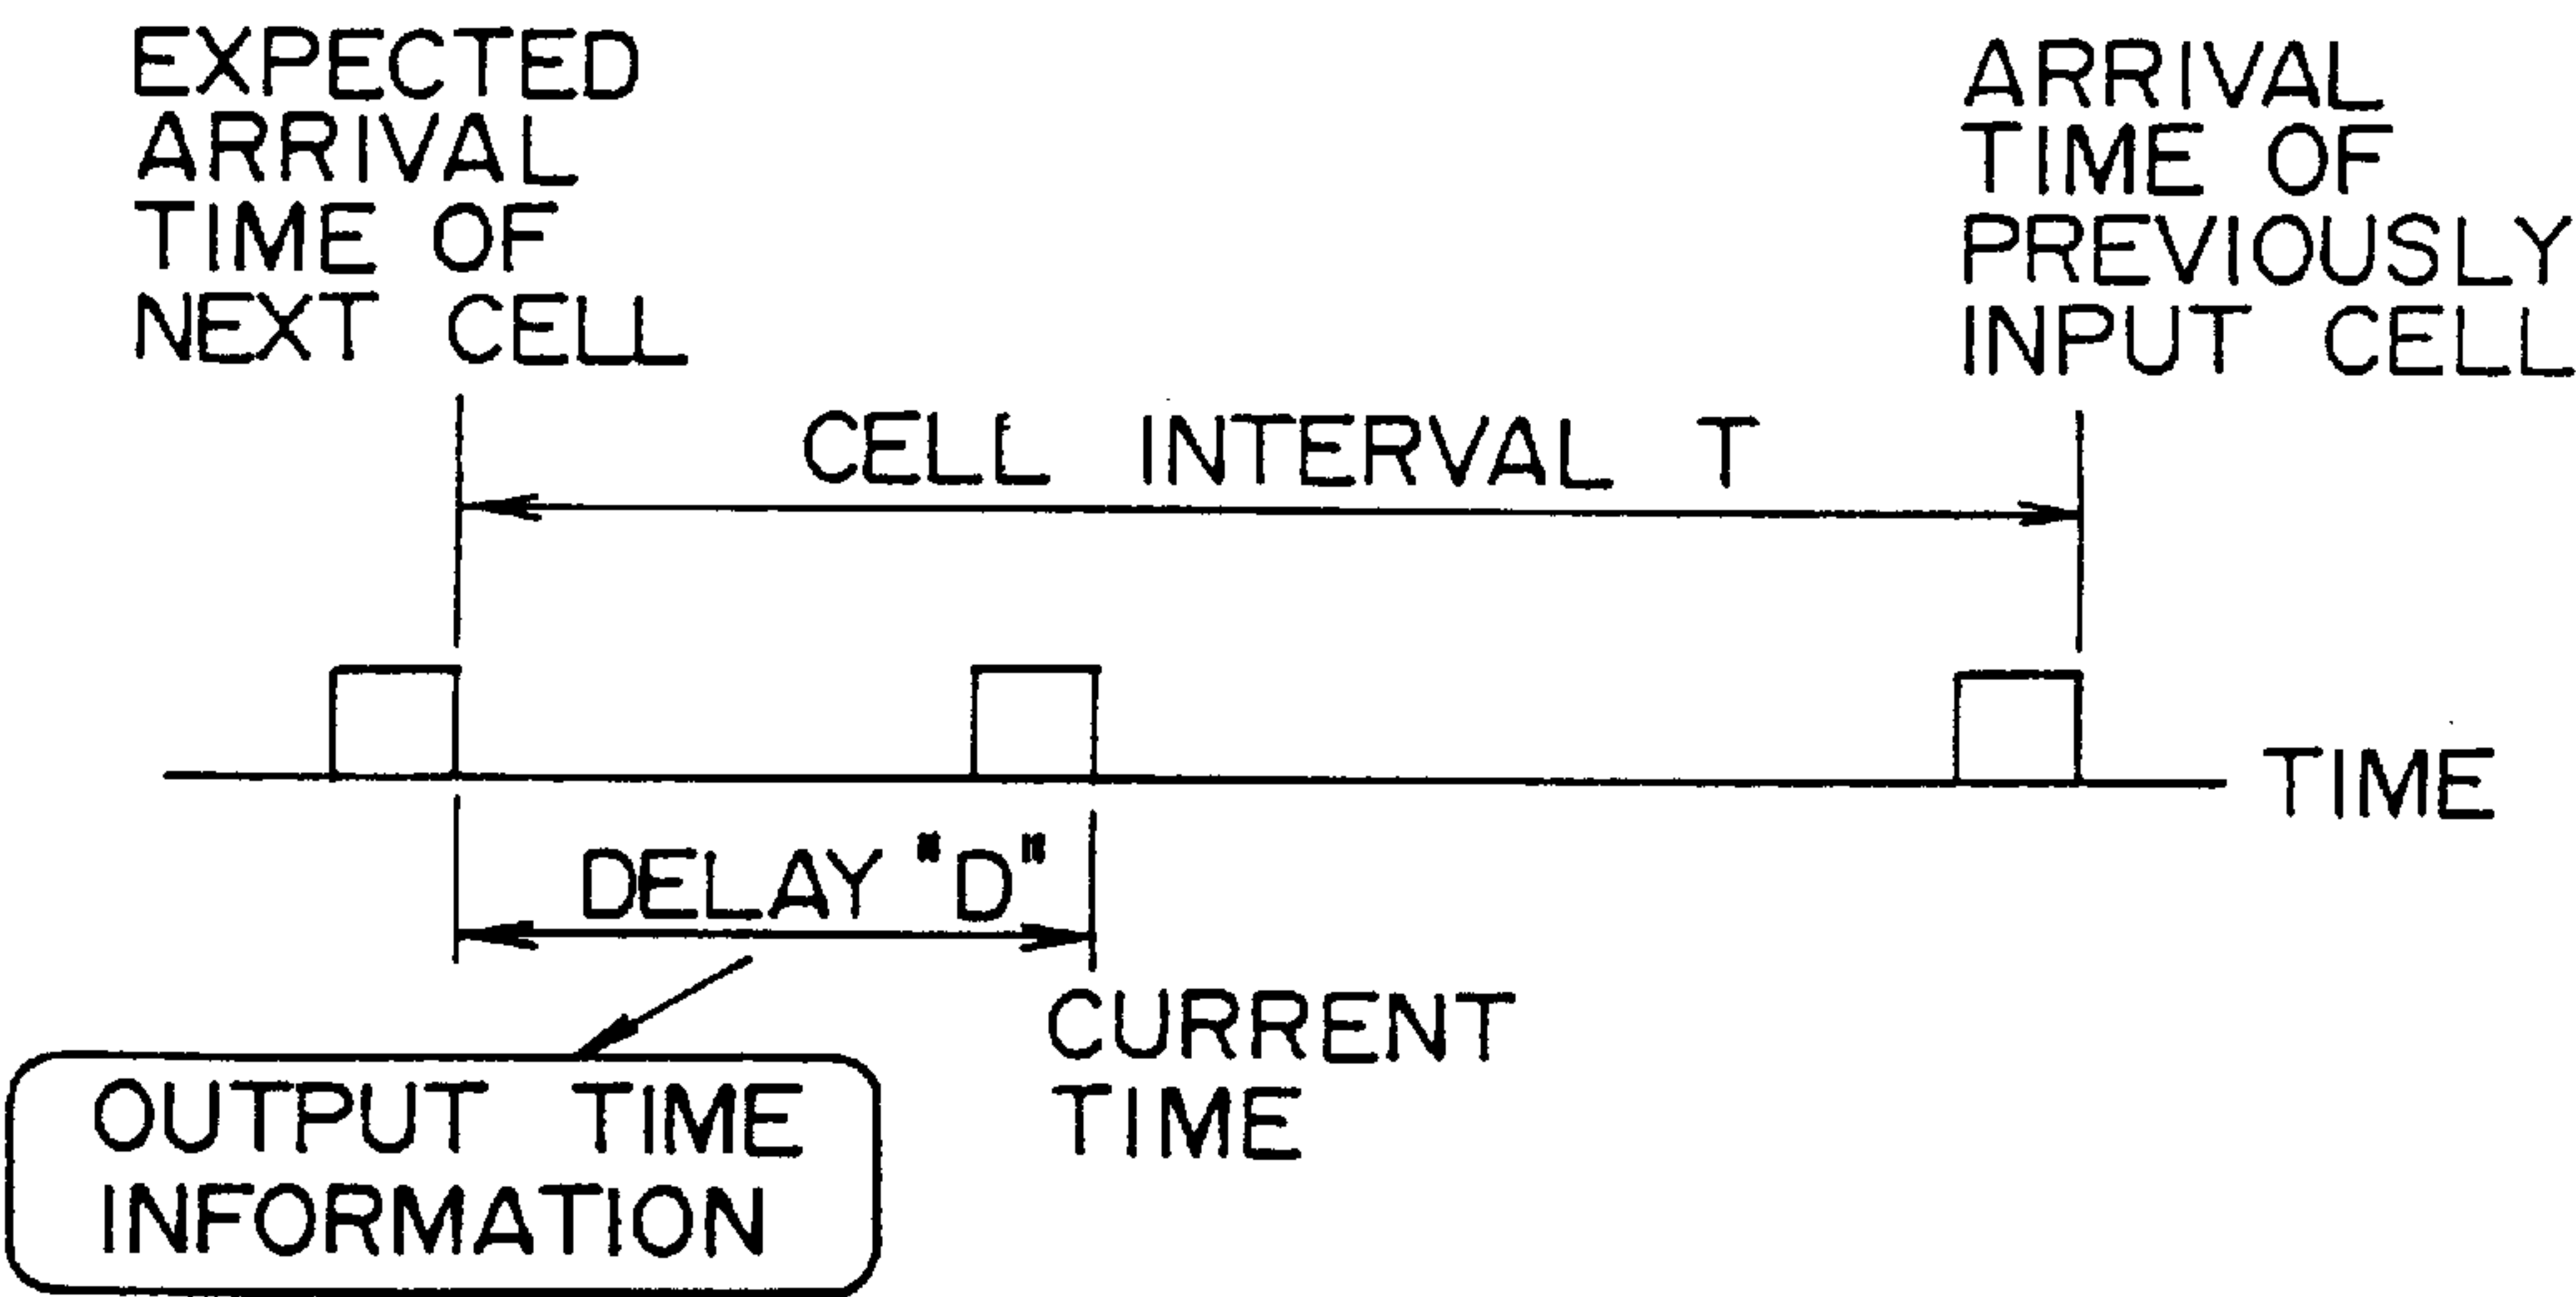 EXPECTED
ARRIVAL
TIME OF
NEXT CELL
ARRIVAL
TIME OF
PREVIOUSLY
INPUT CELL
CELL INTERVAL T
TIME
DELAY "D"
CURRENT
TIME
OUTPUT TIME
INFORMATION